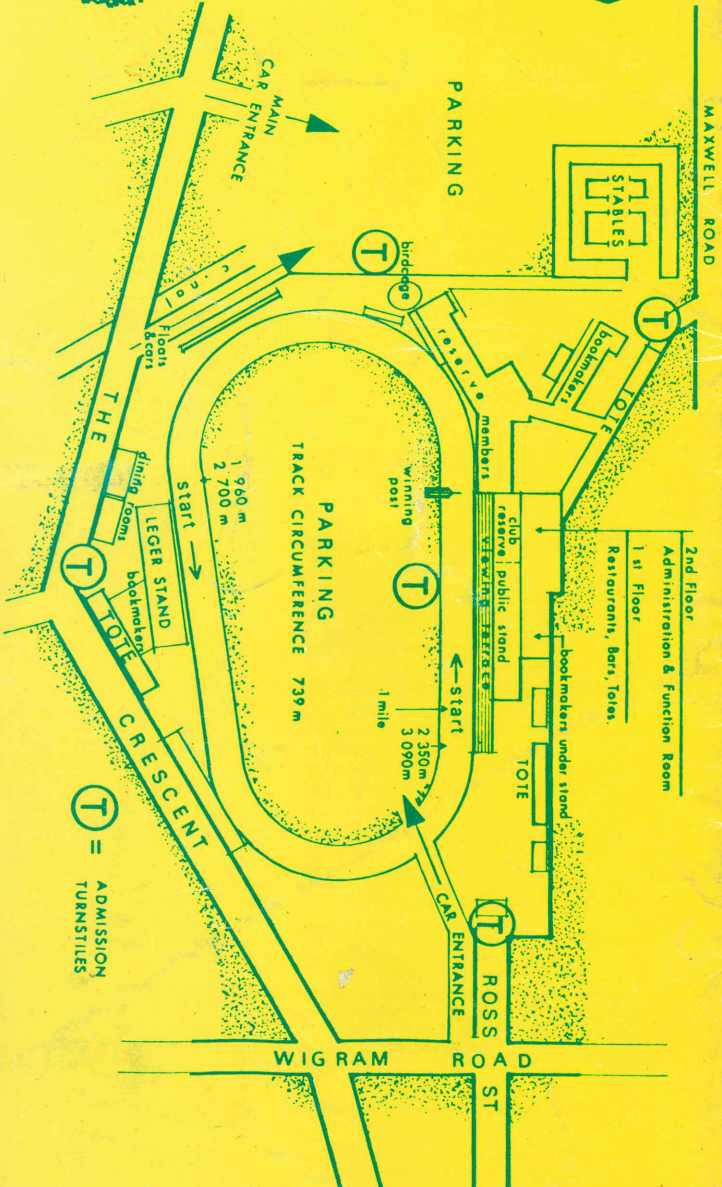 MAXWELL ROAD
PARKING
CAR MAIN
ENTRANCE
STABLES
T
birdcage
T
canal
Floats
& cars
reserve
members
bookmakers
TOTE
THE
CRESCENT
dining rooms
LEGER STAND
bookmakers
TOTE
T
start →
1 960 m
2 700 m
PARKING
TRACK CIRCUMFERENCE 739 m
winning
post
T
club
reserve
public stand
viewing terrace
← start
1 mile
2 350m
3 090m
2nd Floor
Administration & Function Room
1st Floor
Restaurants, Bars, Totes.
bookmakers under stand
TOTE
CAR ENTRANCE
T
ROSS ST
WIGRAM ROAD
T = ADMISSION
TURNSTILES